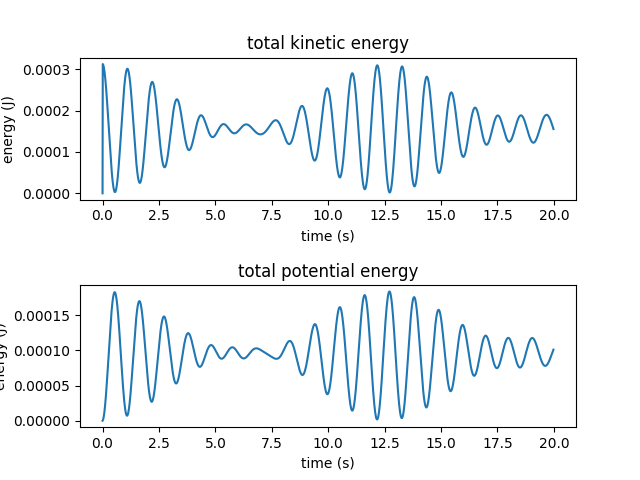 total kinetic energy
energy (J)
0.0003
0.0002
0.0001
0.0000
0.0 2.5 5.0 7.5 10.0 12.5 15.0 17.5 20.0
time (s)
total potential energy
energy (J)
0.00015
0.00010
0.00005
0.00000
0.0 2.5 5.0 7.5 10.0 12.5 15.0 17.5 20.0
time (s)